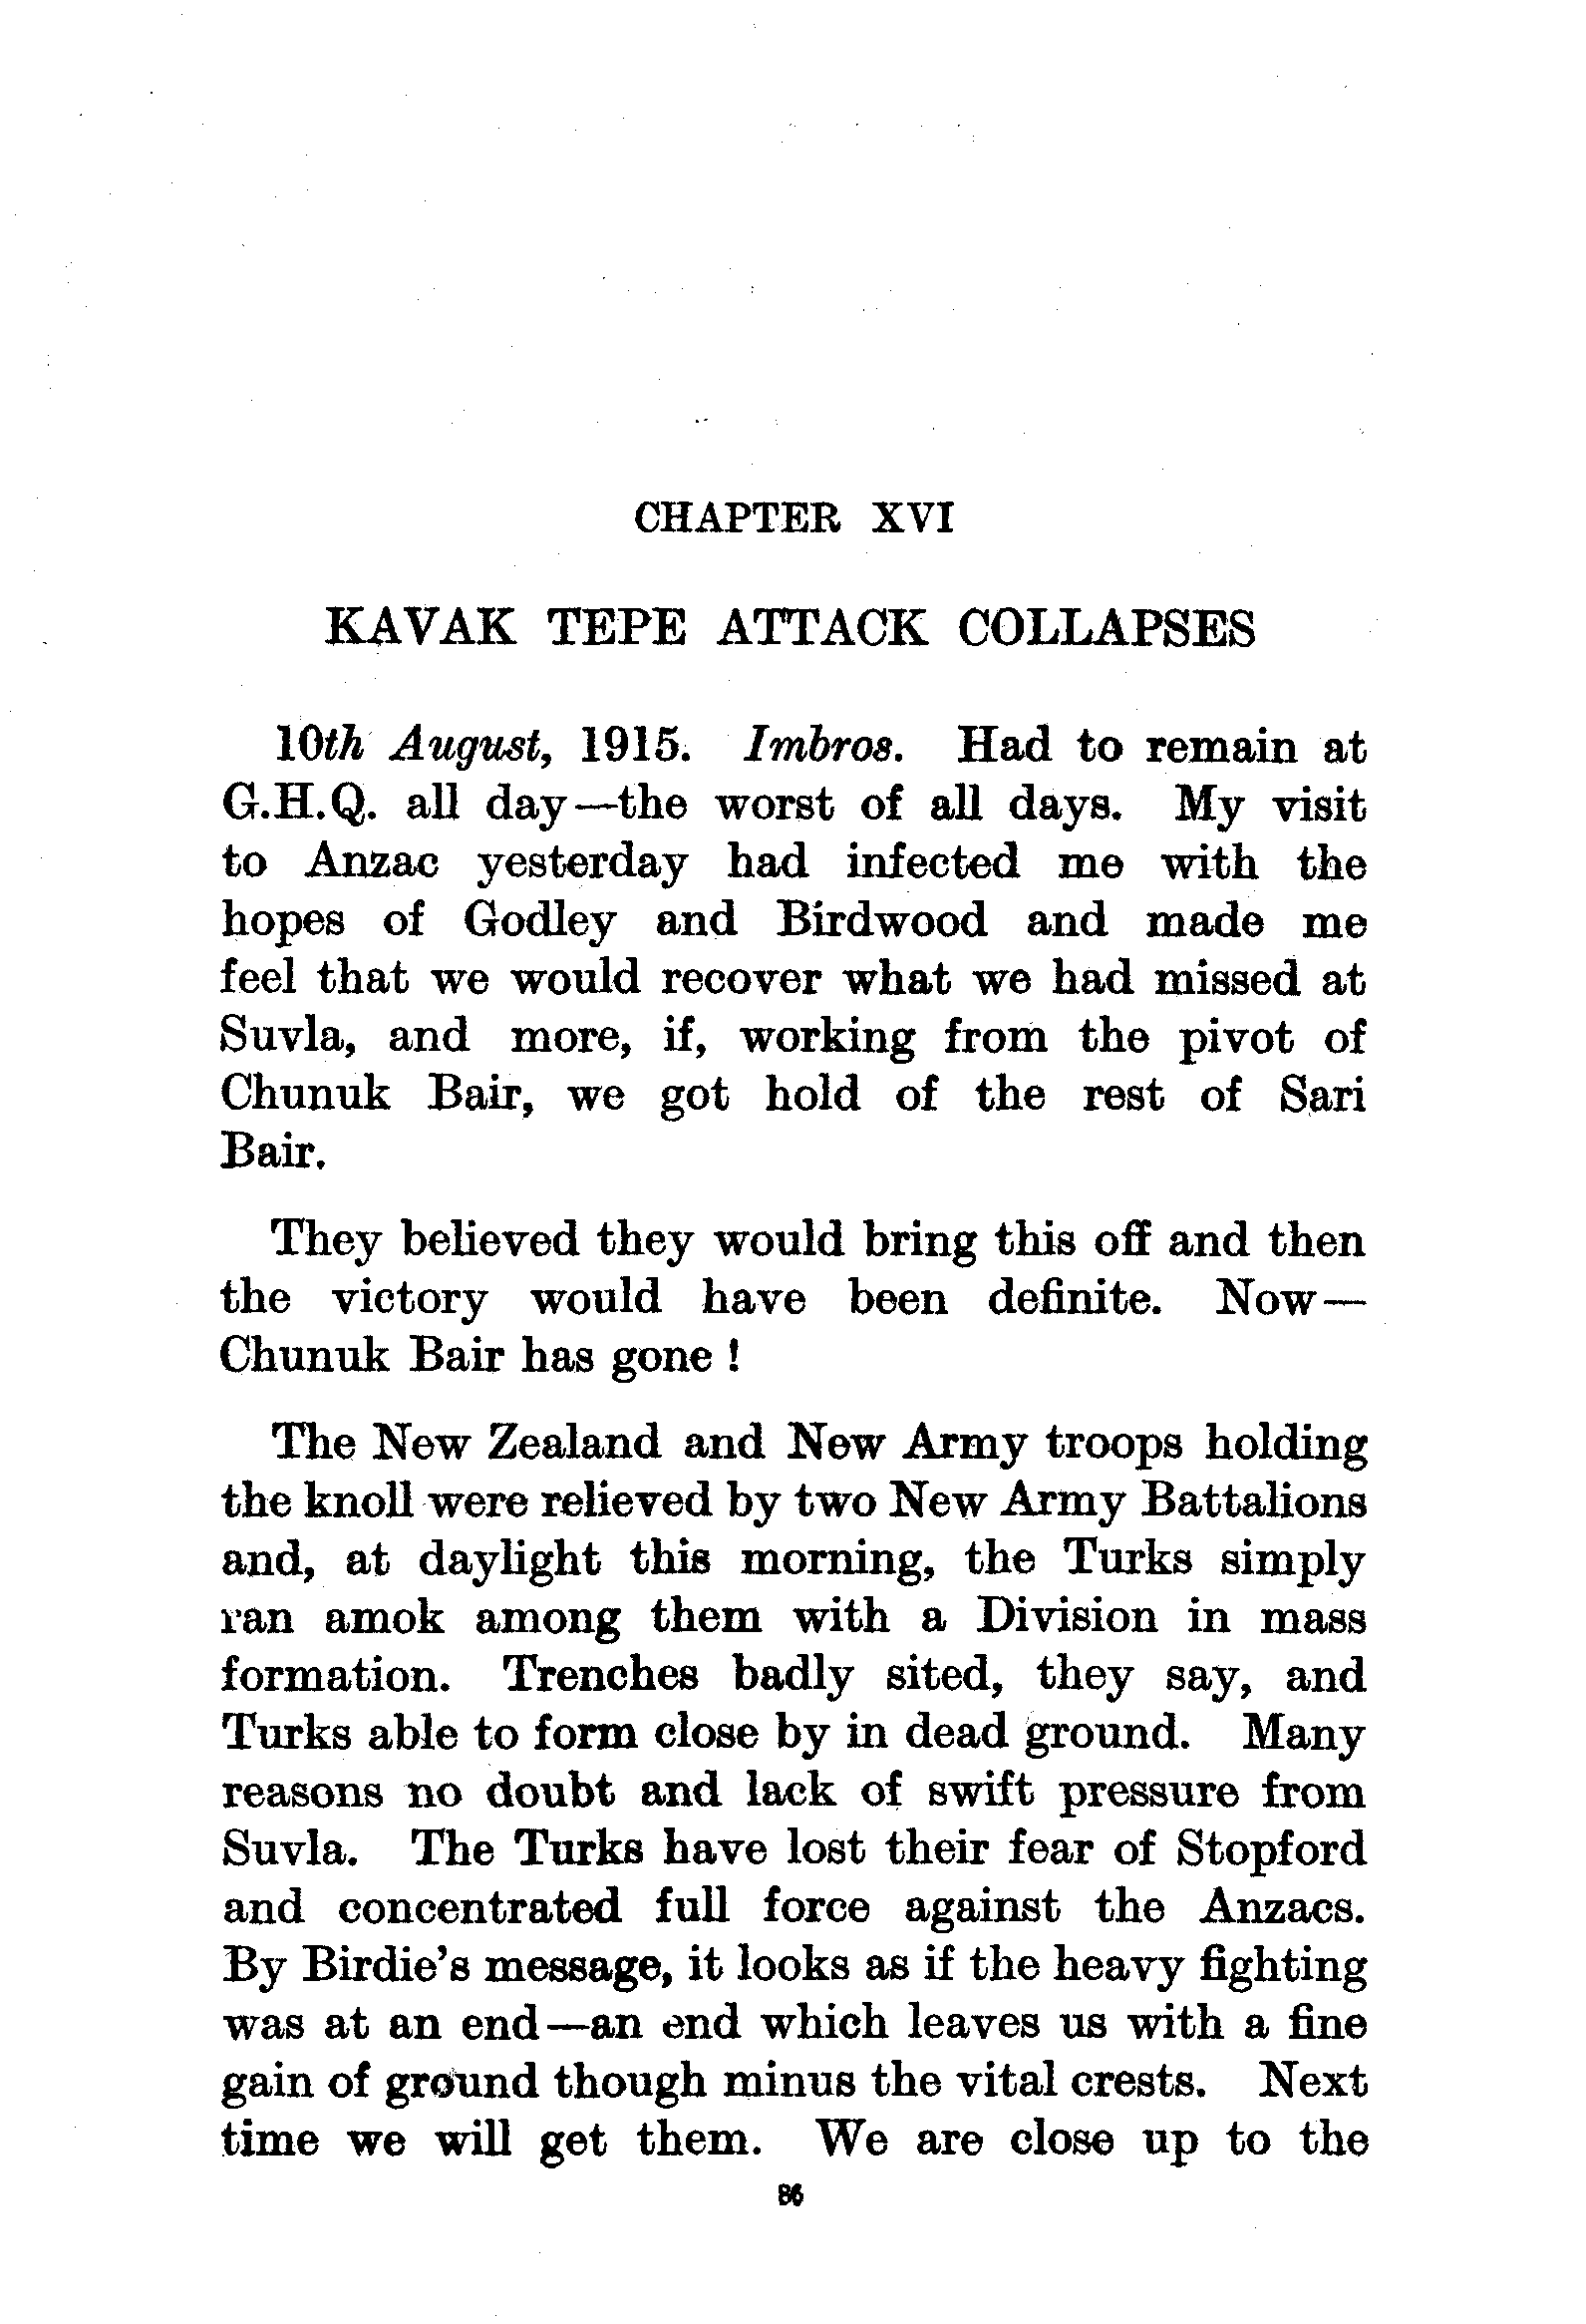 CHAPTER XVI
KAVAK TEPE ATTACK COLLAPSES
10th August, 1915. Imbros. Had to remain at
G.H.Q. all day—the worst of all days. My visit
to Anzac yesterday had infected me with the
hopes of Godley and Birdwood and made me
feel that we would recover what we had missed at
Suvla, and more, if, working from the pivot of
Chunuk Bair, we got hold of the rest of Sari
Bair.
They believed they would bring this off and then
the victory would have been definite. Now—
Chunuk Bair has gone !
The New Zealand and New Army troops holding
the knoll were relieved by two New Army Battalions
and, at daylight this morning, the Turks simply
ran amok among them with a Division in mass
formation. Trenches badly sited, they say, and
Turks able to form close by in dead ground. Many
reasons no doubt and lack of swift pressure from
Suvla. The Turks have lost their fear of Stopford
and concentrated full force against the Anzacs.
By Birdie's message, it looks as if the heavy fighting
was at an end—an end which leaves us with a fine
gain of ground though minus the vital crests. Next
time we will get them. We are close up to the
86